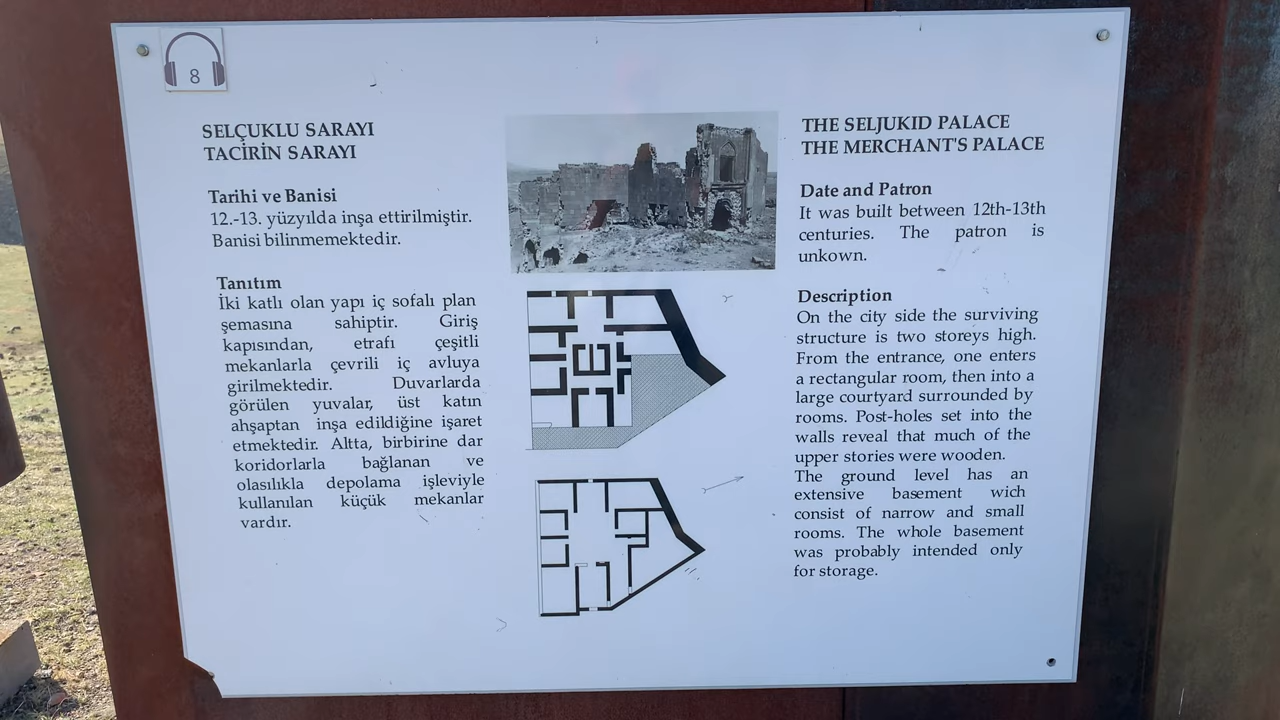 8
SELÇUKLU SARAYI
TACİRİN SARAYI
Tarihi ve Banisi
12.-13. yüzyılda inşa ettirilmiştir.
Banisi bilinmemektedir.
Tanıtım
İki katlı olan yapı iç sofalı plan
şemasına sahiptir. Giriş
kapısından, etrafı çeşitli
mekanlarla çevrili iç avluya
girilmektedir. Duvarlarda
görülen yuvalar, üst katın
ahşaptan inşa edildiğine işaret
etmektedir. Altta, birbirine dar
koridorlarla bağlanan ve
olasılıkla depolama işleviyle
kullanılan küçük mekanlar
vardır.
THE SELJUKID PALACE
THE MERCHANT'S PALACE
Date and Patron
It was built between 12th-13th
centuries. The patron is
unkown.
Description
On the city side the surviving
structure is two storeys high.
From the entrance, one enters
a rectangular room, then into a
large courtyard surrounded by
rooms. Post-holes set into the
walls reveal that much of the
upper stories were wooden.
The ground level has an
extensive basement wich
consist of narrow and small
rooms. The whole basement
was probably intended only
for storage.